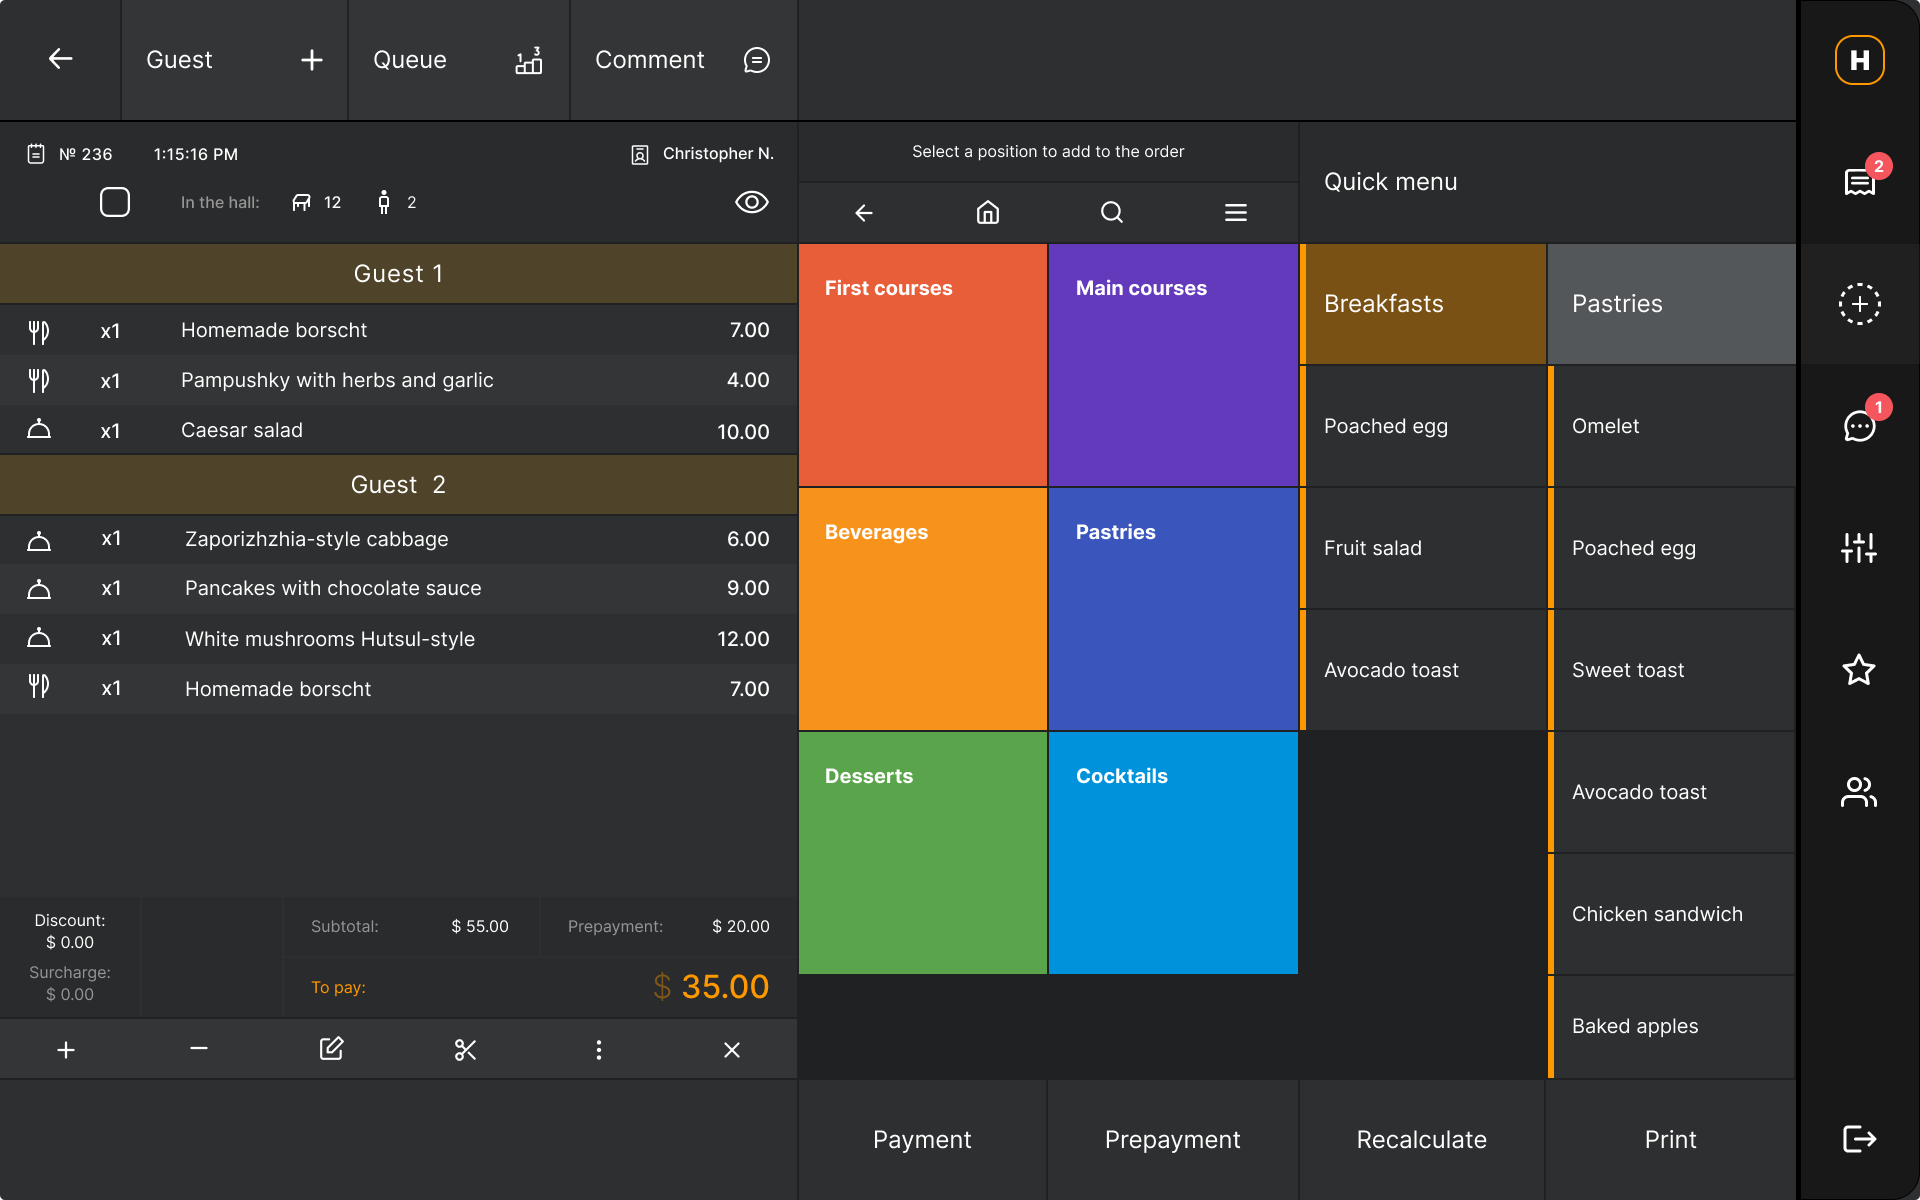 Guest
Queue
3
1
Comment
H
№ 236
1:15:16 PM
Christopher N.
In the hall:
12
2
Select a position to add to the order
Quick menu
2
Guest 1
x1 Homemade borscht 7.00
x1 Pampushky with herbs and garlic 4.00
x1 Caesar salad 10.00
Guest 2
x1 Zaporizhzhia-style cabbage 6.00
x1 Pancakes with chocolate sauce 9.00
x1 White mushrooms Hutsul-style 12.00
x1 Homemade borscht 7.00
Discount:
$ 0.00
Surcharge:
$ 0.00
Subtotal: $ 55.00
Prepayment: $ 20.00
To pay: $ 35.00
First courses
Main courses
Beverages
Pastries
Desserts
Cocktails
Breakfasts
Poached egg
Fruit salad
Avocado toast
Pastries
Omelet
Poached egg
Sweet toast
Avocado toast
Chicken sandwich
Baked apples
1
Payment
Prepayment
Recalculate
Print